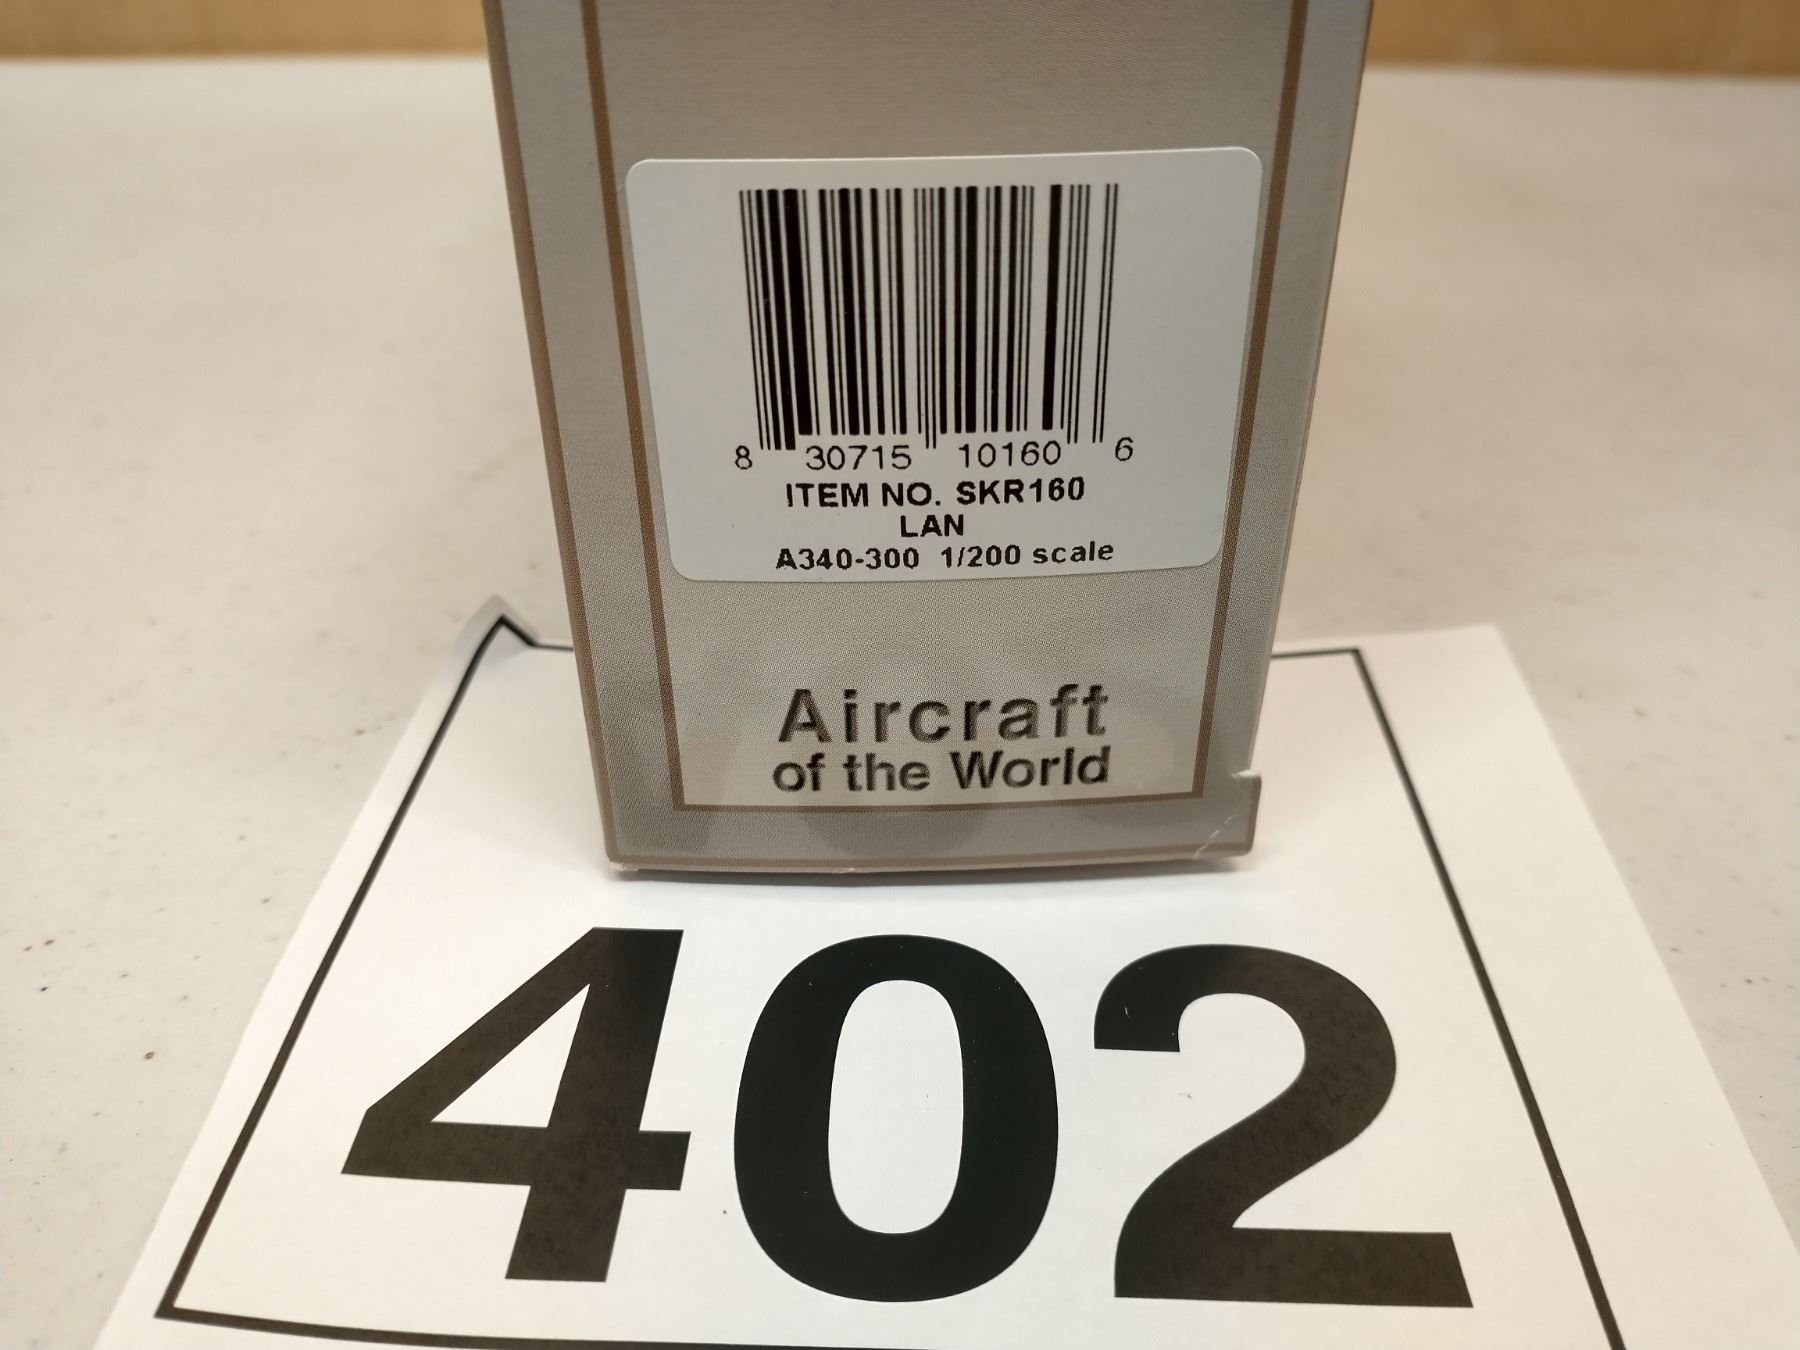 8 30715 10160 6
ITEM NO. SKR160
LAN
A340-300 1/200 scale
Aircraft
of the World
402